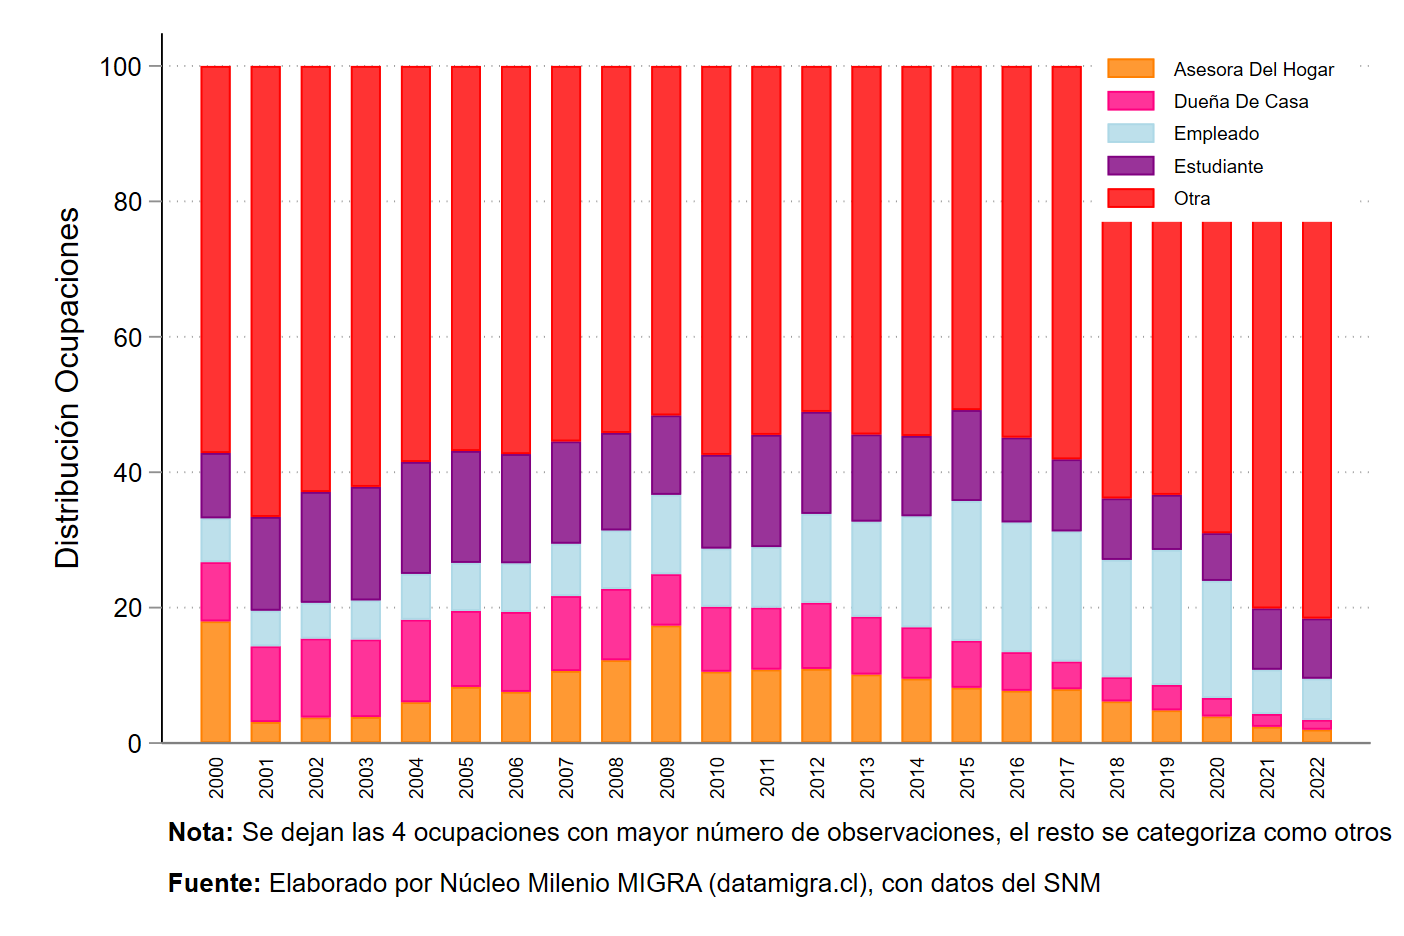 Distribución Ocupaciones
100
80
60
40
20
0
Asesora Del Hogar
Dueña De Casa
Empleado
Estudiante
Otra
2000 2001 2002 2003 2004 2005 2006 2007 2008 2009 2010 2011 2012 2013 2014 2015 2016 2017 2018 2019 2020 2021 2022
Nota: Se dejan las 4 ocupaciones con mayor número de observaciones, el resto se categoriza como otros
Fuente: Elaborado por Núcleo Milenio MIGRA (datamigra.cl), con datos del SNM